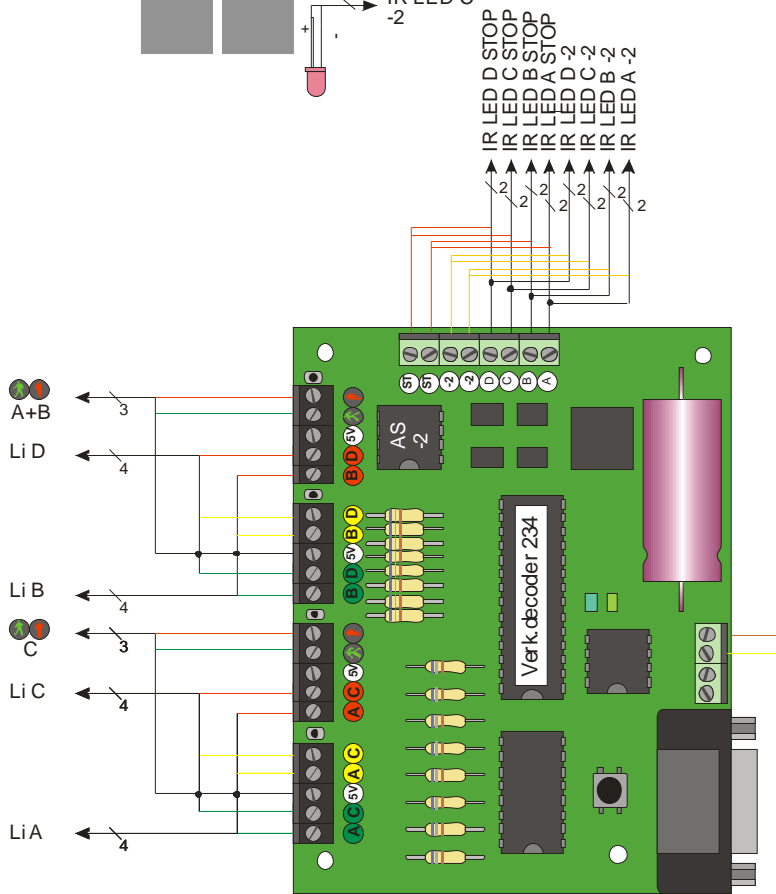 IR LED C
-2
+ -
IR LED D STOP
IR LED C STOP
IR LED B STOP
IR LED A STOP
IR LED D -2
IR LED C -2
IR LED B -2
IR LED A -2
2 2 2 2 2 2 2 2
ST ST -2 -2 D C B A
A+B
3
Li D
4
5V
B D
AS
-2
B D
5V
B D
Li B
4
Verk.decoder 234
C
3
5V
Li C
4
A C
A C
5V
A C
Li A
4